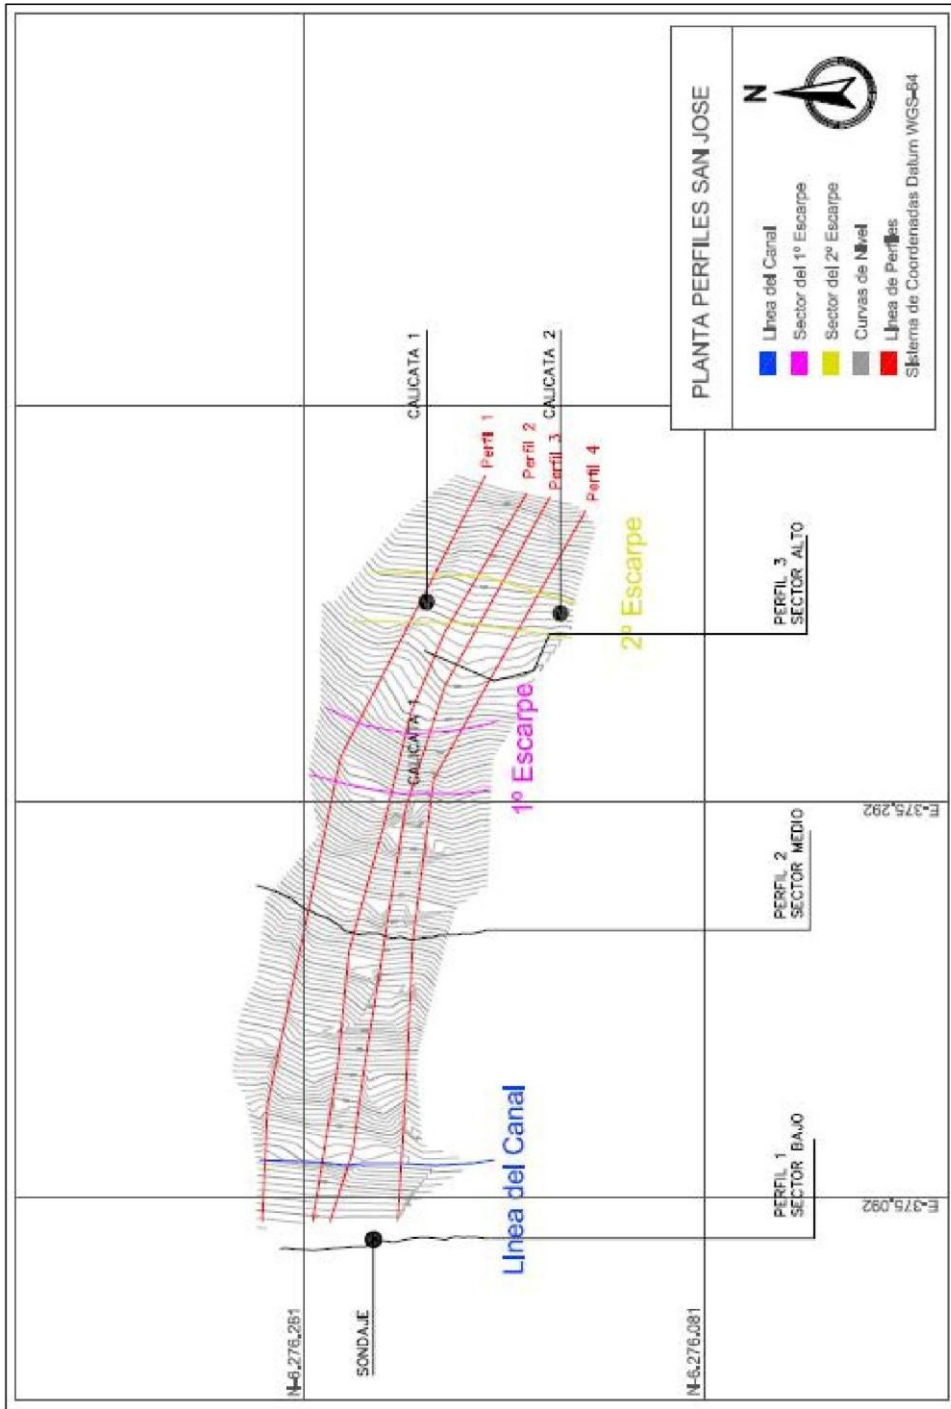 PLANTA PERFILES SAN JOSE
N
Línea del Canal
Sector del 1º Escarpe
Sector del 2º Escarpe
Curvas de Nivel
Línea de Perfiles
Sistema de Coordenadas Datum WGS-84
CALICATA 1
CALICATA 2
Perfil 1
Perfil 2
Perfil 3
Perfil 4
2º Escarpe
PERFIL 3
SECTOR ALTO
CALICATA 1
1º Escarpe
E-375,292
PERFIL 2
SECTOR MEDIO
Línea del Canal
PERFIL 1
SECTOR BAJO
E-375,092
SONDAJE
N-6,276,281
N-6,276,081